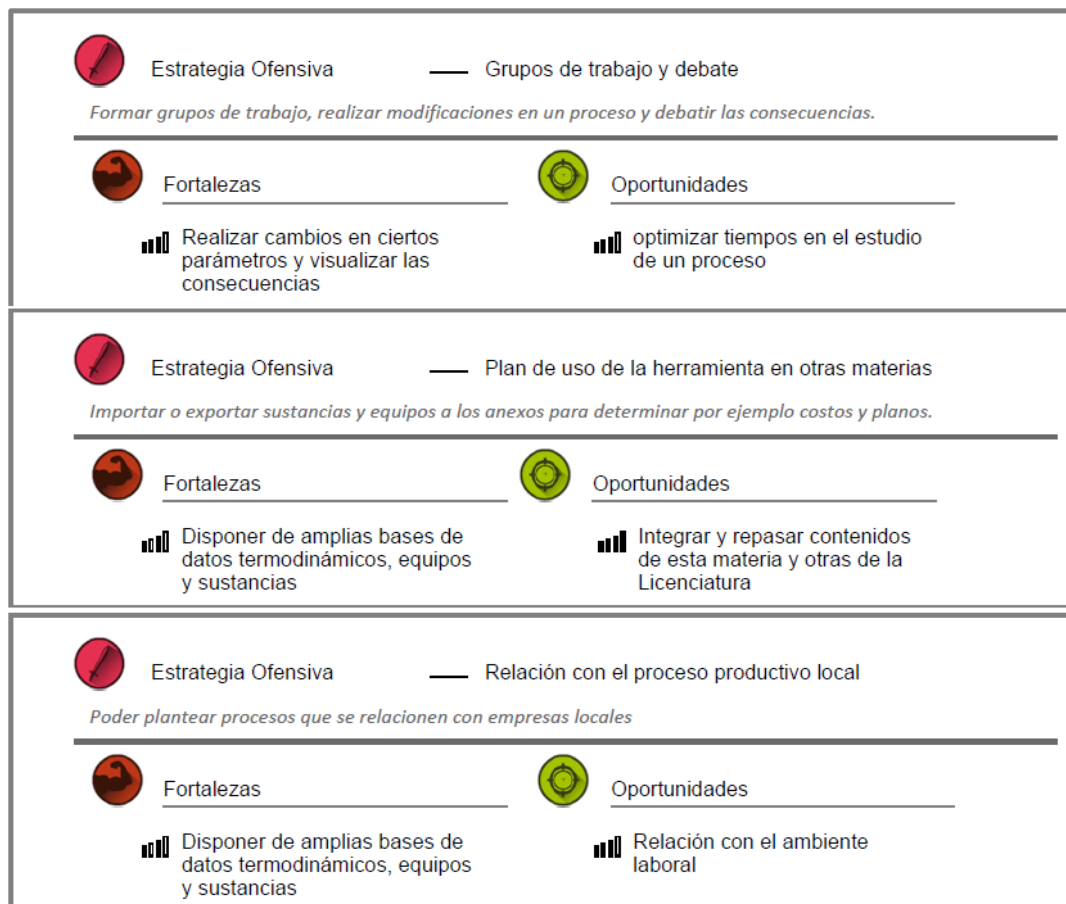 Estrategia Ofensiva — Grupos de trabajo y debate
Formar grupos de trabajo, realizar modificaciones en un proceso y debatir las consecuencias.
Fortalezas
Realizar cambios en ciertos
parámetros y visualizar las
consecuencias
Oportunidades
optimizar tiempos en el estudio
de un proceso
Estrategia Ofensiva — Plan de uso de la herramienta en otras materias
Importar o exportar sustancias y equipos a los anexos para determinar por ejemplo costos y planos.
Fortalezas
Disponer de amplias bases de
datos termodinámicos, equipos
y sustancias
Oportunidades
Integrar y repasar contenidos
de esta materia y otras de la
Licenciatura
Estrategia Ofensiva — Relación con el proceso productivo local
Poder plantear procesos que se relacionen con empresas locales
Fortalezas
Disponer de amplias bases de
datos termodinámicos, equipos
y sustancias
Oportunidades
Relación con el ambiente
laboral